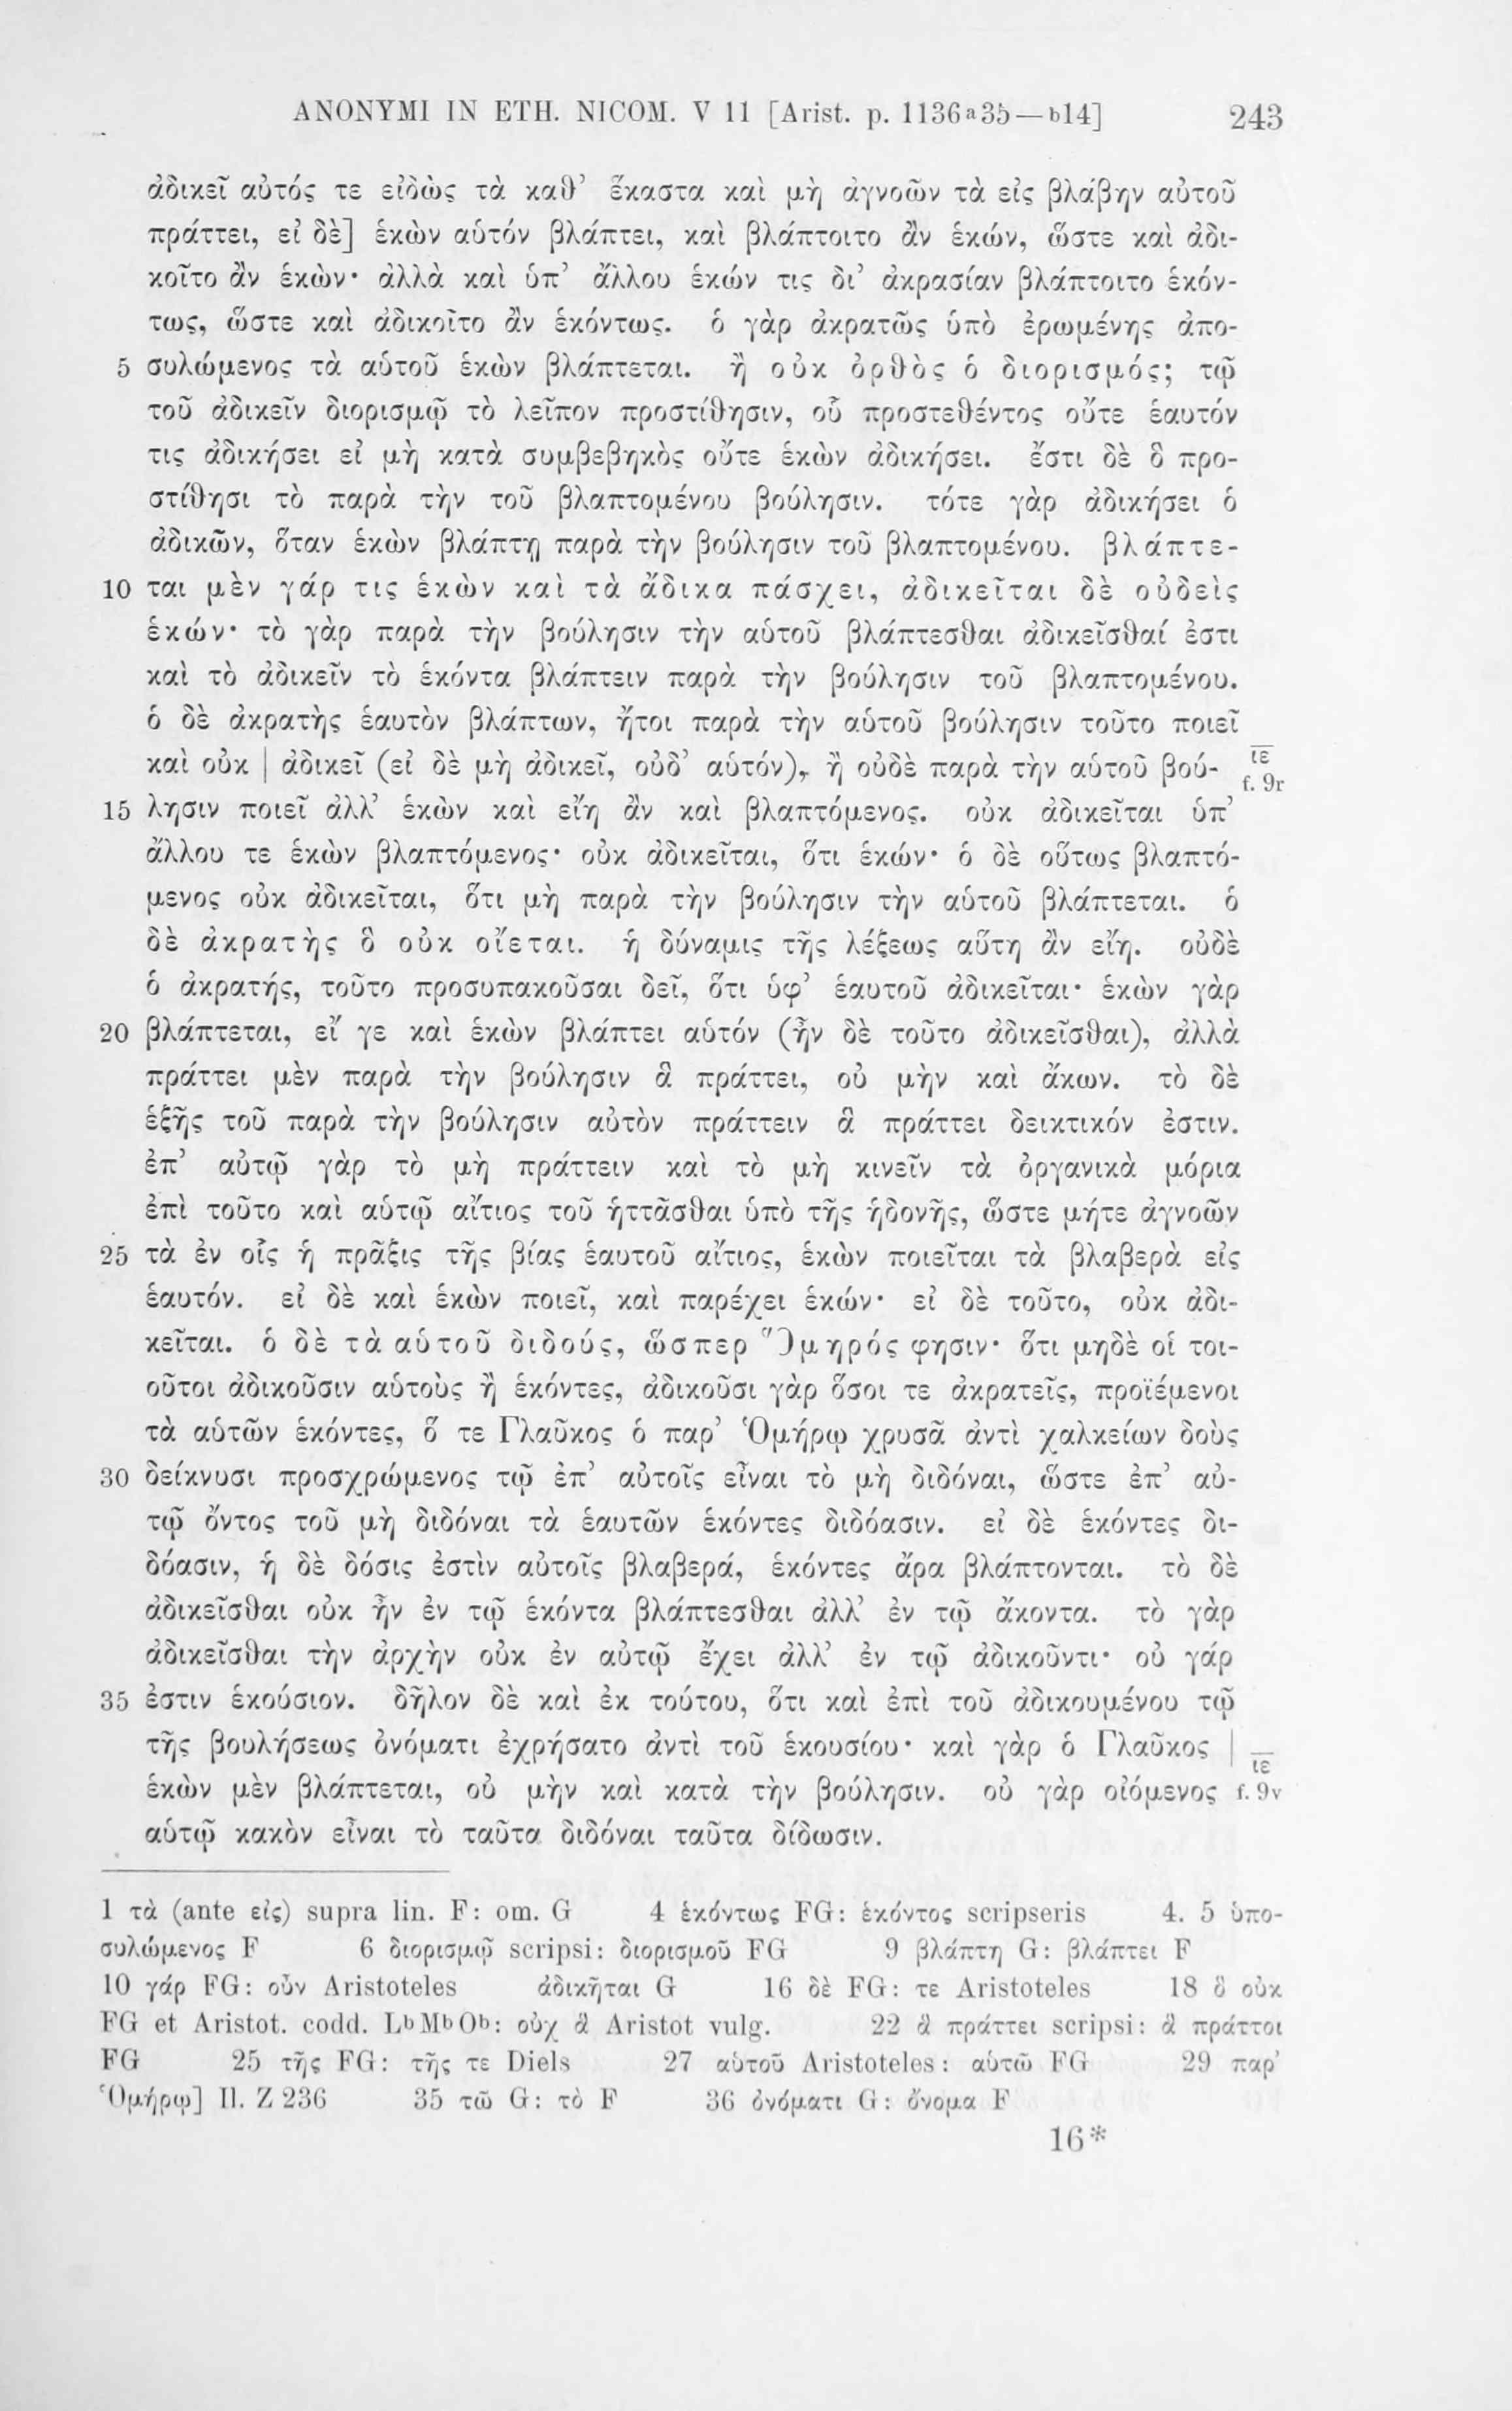 ANONYMI IN ETH. NICOM. V 11 [Arist. p. 1136ᵃ35—ᵇ14] 243
ἀδικεῖ αὐτός τε εἰδὼς τὰ καθ’ ἕκαστα καὶ μὴ ἀγνοῶν τὰ εἰς βλάβην αὐτοῦ
πράττει, εἰ δὲ] ἑκὼν αὑτόν βλάπτει, καὶ βλάπτοιτο ἂν ἑκών, ὥστε καὶ ἀδι-
κοῖτο ἂν ἑκὼν· ἀλλὰ καὶ ὑπ’ ἄλλου ἑκών τις δι’ ἀκρασίαν βλάπτοιτο ἑκόν-
τως, ὥστε καὶ ἀδικοῖτο ἂν ἑκόντως. ὁ γὰρ ἀκρατῶς ὑπὸ ἐρωμένης ἀπο-
5 συλώμενος τὰ αὑτοῦ ἑκὼν βλάπτεται. ἢ οὐκ ὀρθὸς ὁ διορισμός; τῷ
τοῦ ἀδικεῖν διορισμῷ τὸ λεῖπον προστίθησιν, οὗ προστεθέντος οὔτε ἑαυτόν
τις ἀδικήσει εἰ μὴ κατὰ συμβεβηκὸς οὔτε ἑκὼν ἀδικήσει. ἔστι δὲ ὃ προ-
στίθησι τὸ παρὰ τὴν τοῦ βλαπτομένου βούλησιν. τότε γὰρ ἀδικήσει ὁ
ἀδικῶν, ὅταν ἑκὼν βλάπτῃ παρὰ τὴν βούλησιν τοῦ βλαπτομένου. βλάπτε-
10 ται μὲν γάρ τις ἑκὼν καὶ τὰ ἄδικα πάσχει, ἀδικεῖται δὲ οὐδεὶς
ἑκών· τὸ γὰρ παρὰ τὴν βούλησιν τὴν αὑτοῦ βλάπτεσθαι ἀδικεῖσθαί ἐστι
καὶ τὸ ἀδικεῖν τὸ ἑκόντα βλάπτειν παρὰ τὴν βούλησιν τοῦ βλαπτομένου.
ὁ δὲ ἀκρατὴς ἑαυτὸν βλάπτων, ἤτοι παρὰ τὴν αὑτοῦ βούλησιν τοῦτο ποιεῖ
καὶ οὐκ | ἀδικεῖ (εἰ δὲ μὴ ἀδικεῖ, οὐδ’ αὑτόν), ἢ οὐδὲ παρὰ τὴν αὑτοῦ βού- ιε f. 9r
15 λησιν ποιεῖ ἀλλ’ ἑκὼν καὶ εἴη ἂν καὶ βλαπτόμενος. οὐκ ἀδικεῖται ὑπ’
ἄλλου τε ἑκὼν βλαπτόμενος· οὐκ ἀδικεῖται, ὅτι ἑκών· ὁ δὲ οὕτως βλαπτό-
μενος οὐκ ἀδικεῖται, ὅτι μὴ παρὰ τὴν βούλησιν τὴν αὑτοῦ βλάπτεται. ὁ
δὲ ἀκρατὴς ὃ οὐκ οἴεται. ἡ δύναμις τῆς λέξεως αὕτη ἂν εἴη. οὐδὲ
ὁ ἀκρατής, τοῦτο προσυπακοῦσαι δεῖ, ὅτι ὑφ’ ἑαυτοῦ ἀδικεῖται· ἑκὼν γὰρ
20 βλάπτεται, εἴ γε καὶ ἑκὼν βλάπτει αὑτόν (ἦν δὲ τοῦτο ἀδικεῖσθαι), ἀλλὰ
πράττει μὲν παρὰ τὴν βούλησιν ἃ πράττει, οὐ μὴν καὶ ἄκων. τὸ δὲ
ἑξῆς τοῦ παρὰ τὴν βούλησιν αὐτὸν πράττειν ἃ πράττει δεικτικόν ἐστιν.
ἐπ’ αὐτῷ γὰρ τὸ μὴ πράττειν καὶ τὸ μὴ κινεῖν τὰ ὀργανικὰ μόρια
ἐπὶ τοῦτο καὶ αὑτῷ αἴτιος τοῦ ἡττᾶσθαι ὑπὸ τῆς ἡδονῆς, ὥστε μήτε ἀγνοῶν
25 τὰ ἐν οἷς ἡ πρᾶξις τῆς βίας ἑαυτοῦ αἴτιος, ἑκὼν ποιεῖται τὰ βλαβερὰ εἰς
ἑαυτόν. εἰ δὲ καὶ ἑκὼν ποιεῖ, καὶ παρέχει ἑκών· εἰ δὲ τοῦτο, οὐκ ἀδι-
κεῖται. ὁ δὲ τὰ αὑτοῦ διδούς, ὥσπερ Ὅμηρός φησιν· ὅτι μηδὲ οἱ τοι-
οῦτοι ἀδικοῦσιν αὑτοὺς ἢ ἑκόντες, ἀδικοῦσι γὰρ ὅσοι τε ἀκρατεῖς, προϊέμενοι
τὰ αὑτῶν ἑκόντες, ὅ τε Γλαῦκος ὁ παρ’ Ὁμήρῳ χρυσᾶ ἀντὶ χαλκείων δοὺς
30 δείκνυσι προσχρώμενος τῷ ἐπ’ αὐτοῖς εἶναι τὸ μὴ διδόναι, ὥστε ἐπ’ αὐ-
τῷ ὄντος τοῦ μὴ διδόναι τὰ ἑαυτῶν ἑκόντες διδόασιν. εἰ δὲ ἑκόντες δι-
δόασιν, ἡ δὲ δόσις ἐστὶν αὐτοῖς βλαβερά, ἑκόντες ἄρα βλάπτονται. τὸ δὲ
ἀδικεῖσθαι οὐκ ἦν ἐν τῷ ἑκόντα βλάπτεσθαι ἀλλ’ ἐν τῷ ἄκοντα. τὸ γὰρ
ἀδικεῖσθαι τὴν ἀρχὴν οὐκ ἐν αὐτῷ ἔχει ἀλλ’ ἐν τῷ ἀδικοῦντι· οὐ γάρ
35 ἐστιν ἑκούσιον. δῆλον δὲ καὶ ἐκ τούτου, ὅτι καὶ ἐπὶ τοῦ ἀδικουμένου τῷ
τῆς βουλήσεως ὀνόματι ἐχρήσατο ἀντὶ τοῦ ἑκουσίου· καὶ γὰρ ὁ Γλαῦκος |
ἑκὼν μὲν βλάπτεται, οὐ μὴν καὶ κατὰ τὴν βούλησιν. οὐ γὰρ οἰόμενος ιε f. 9v
αὑτῷ κακὸν εἶναι τὸ ταῦτα διδόναι ταῦτα δίδωσιν.
1 τὰ (ante εἰς) supra lin. F: om. G 4 ἑκόντως FG: ἑκόντος scripseris 4. 5 ὑπο-
συλώμενος F 6 διορισμῷ scripsi: διορισμοῦ FG 9 βλάπτη G: βλάπτει F
10 γάρ FG: οὖν Aristoteles ἀδικῆται G 16 δὲ FG: τε Aristoteles 18 ὃ οὐκ
FG et Aristot. codd. LᵇMᵇOᵇ: οὐχ ἃ Aristot vulg. 22 ἃ πράττει scripsi: ἃ πράττοι
FG 25 τῆς FG: τῆς τε Diels 27 αὑτοῦ Aristoteles: αὑτῶ FG 29 παρ’
Ὁμήρῳ] Il. Z 236 35 τῶ G: τὸ F 36 ὀνόματι G: ὄνομα F
16*